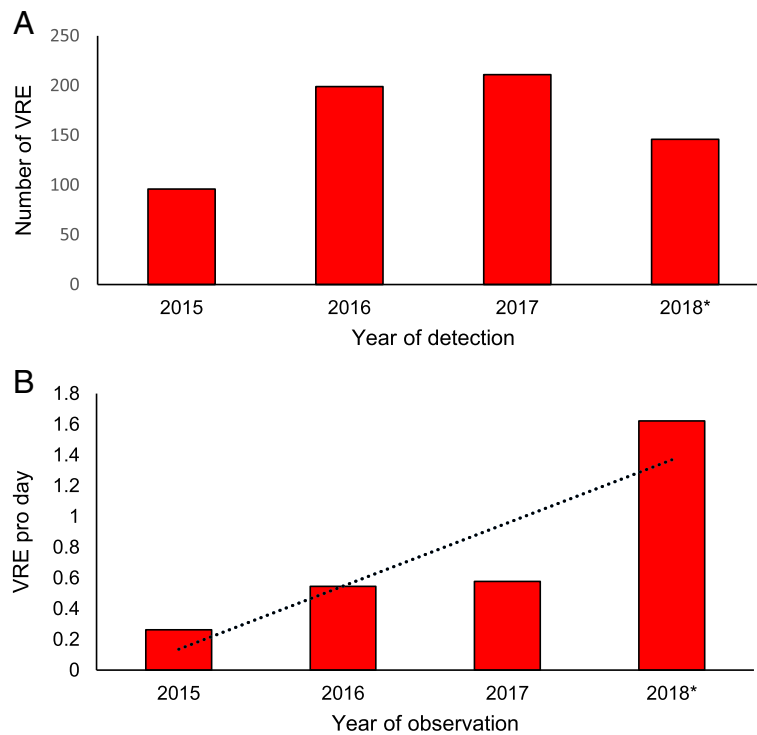 A
250
200
150
100
50
0
Number of VRE
2015 2016 2017 2018*
Year of detection
B
1.8
1.6
1.4
1.2
1
0.8
0.6
0.4
0.2
0
VRE pro day
2015 2016 2017 2018*
Year of observation